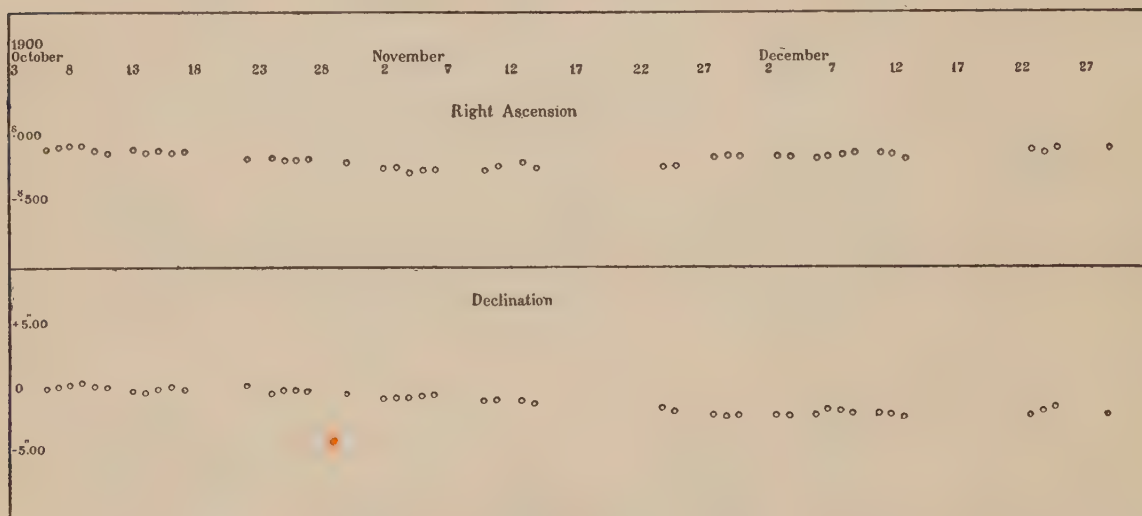 1900
October November December
3 8 13 18 23 28 2 7 12 17 22 27 2 7 12 17 22 27
Right Ascension
ˢ.000
-ˢ.500
Declination
+5″.00
0
-5″.00